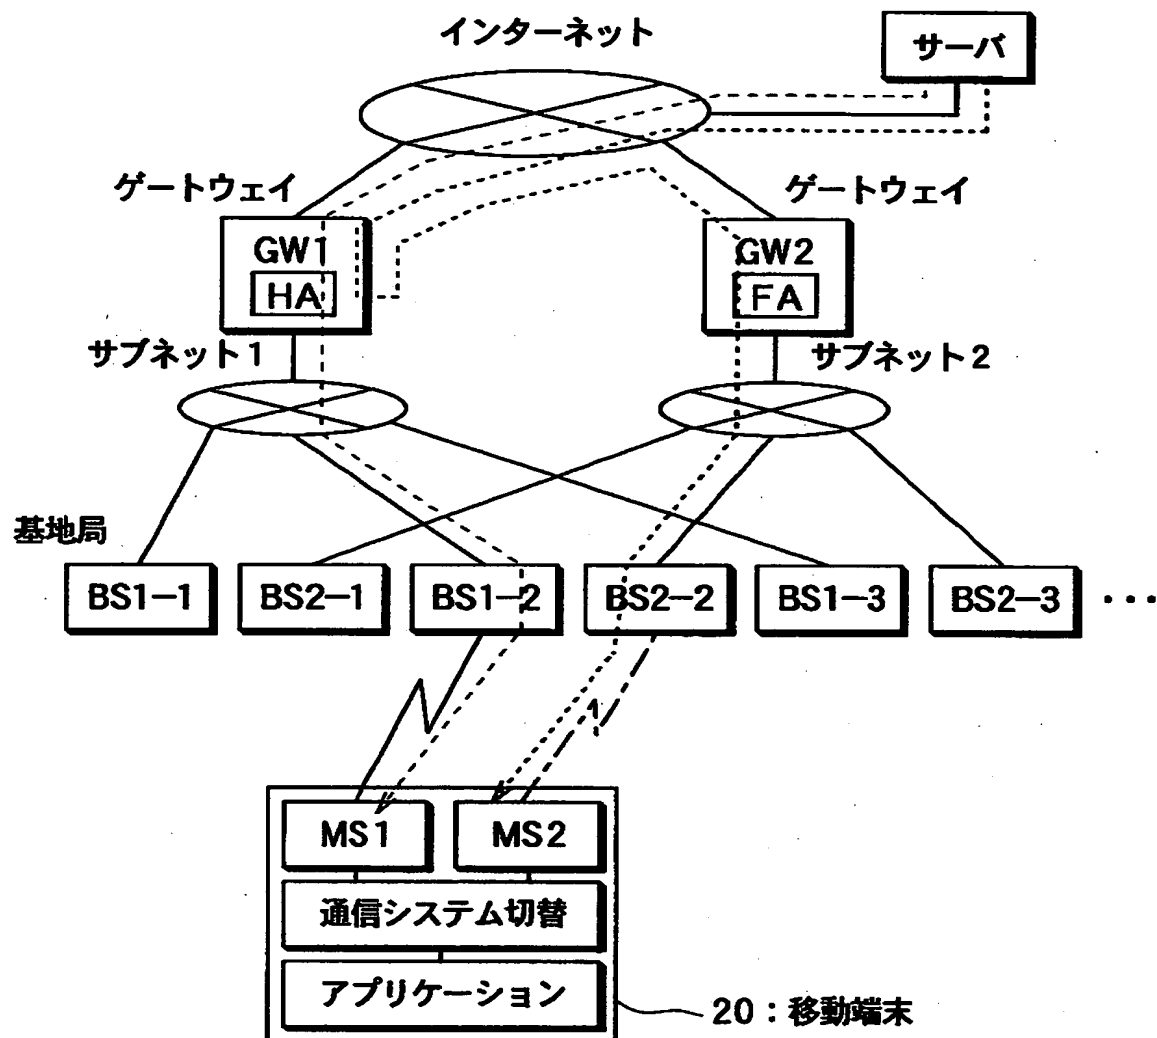 インターネット
サーバ
ゲートウェイ
ゲートウェイ
GW1
HA
GW2
FA
サブネット1
サブネット2
基地局
BS1-1
BS2-1
BS1-2
BS2-2
BS1-3
BS2-3
･･･
MS1
MS2
通信システム切替
アプリケーション
20:移動端末